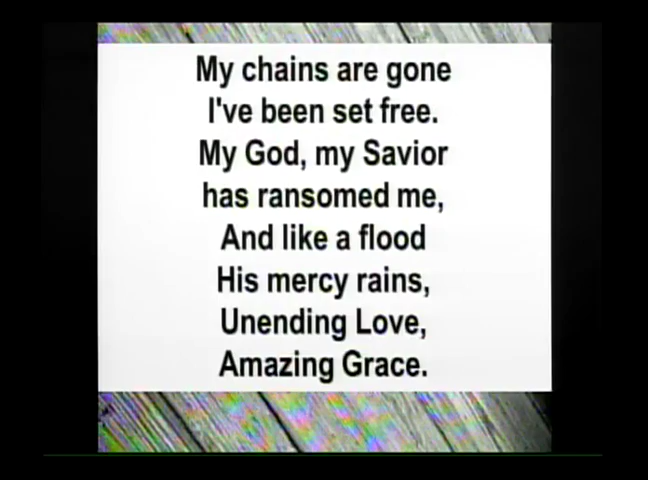 My chains are gone
I've been set free.
My God, my Savior
has ransomed me,
And like a flood
His mercy rains,
Unending Love,
Amazing Grace.